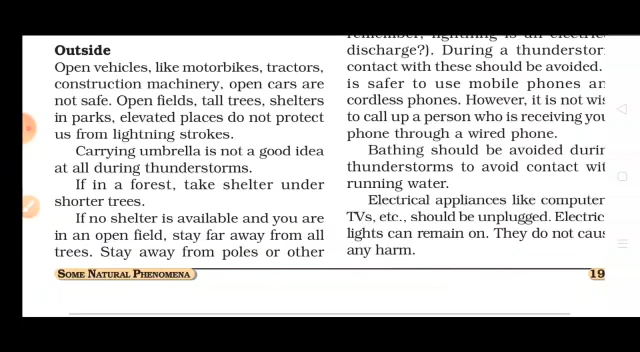 Outside
Open vehicles, like motorbikes, tractors,
construction machinery, open cars are
not safe. Open fields, tall trees, shelters
in parks, elevated places do not protect
us from lightning strokes.
Carrying umbrella is not a good idea
at all during thunderstorms.
If in a forest, take shelter under
shorter trees.
If no shelter is available and you are
in an open field, stay far away from all
trees. Stay away from poles or other
remember, lightning is an electric
discharge?). During a thunderstor
contact with these should be avoided.
is safer to use mobile phones an
cordless phones. However, it is not wis
to call up a person who is receiving you
phone through a wired phone.
Bathing should be avoided durin
thunderstorms to avoid contact wit
running water.
Electrical appliances like computer
TVs, etc., should be unplugged. Electric
lights can remain on. They do not caus
any harm.
SOME NATURAL PHENOMENA
19